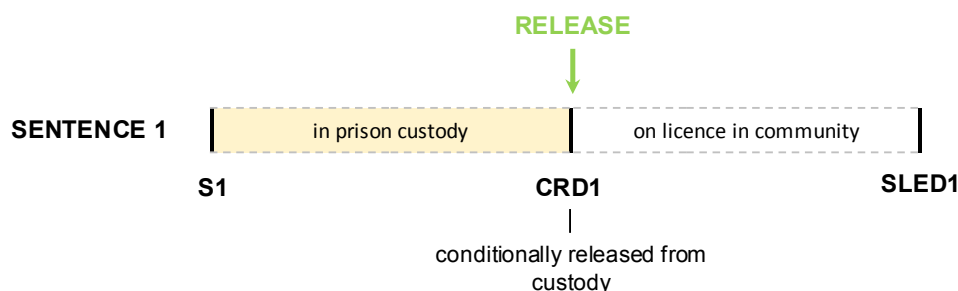 RELEASE
SENTENCE 1
in prison custody
on licence in community
S1
CRD1
SLED1
conditionally released from
custody